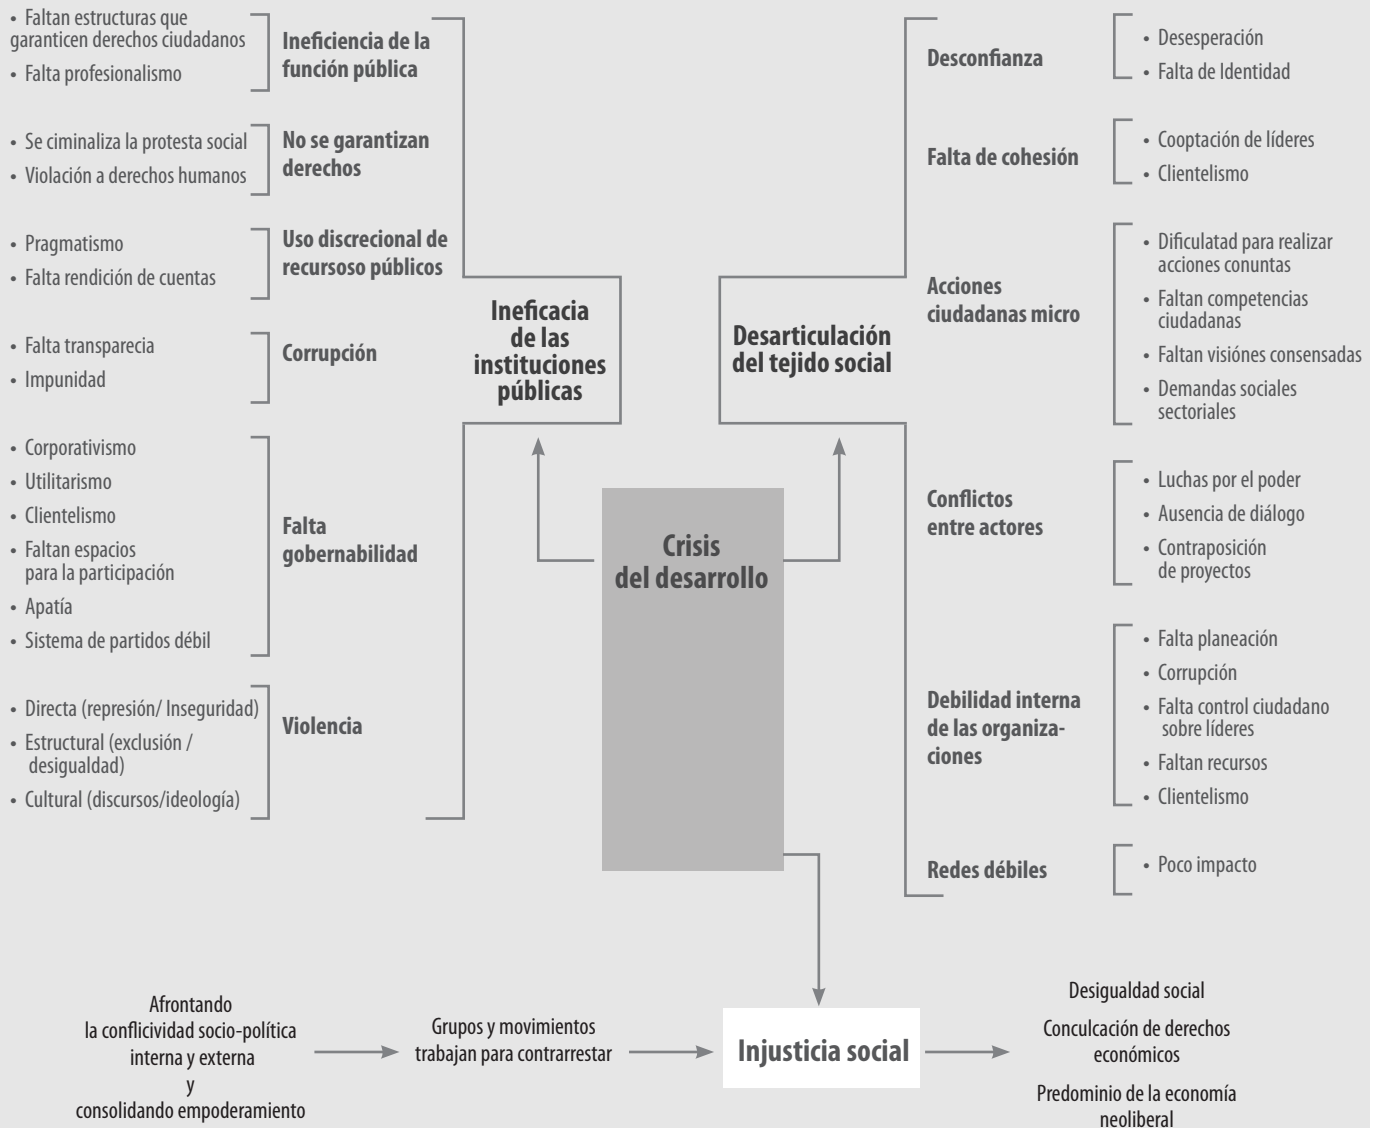 • Faltan estructuras que
garanticen derechos ciudadanos
• Falta profesionalismo
Ineficiencia de la
función pública
• Se ciminaliza la protesta social
• Violación a derechos humanos
No se garantizan
derechos
• Pragmatismo
• Falta rendición de cuentas
Uso discrecional de
recursoso públicos
• Falta transparecia
• Impunidad
Corrupción
• Corporativismo
• Utilitarismo
• Clientelismo
• Faltan espacios
para la participación
• Apatía
• Sistema de partidos débil
Falta
gobernabilidad
• Directa (represión/ Inseguridad)
• Estructural (exclusión /
desigualdad)
• Cultural (discursos/ideología)
Violencia
Ineficacia
de las
instituciones
públicas
Crisis
del desarrollo
Desarticulación
del tejido social
Desconfianza
• Desesperación
• Falta de Identidad
Falta de cohesión
• Cooptación de líderes
• Clientelismo
Acciones
ciudadanas micro
• Dificulatad para realizar
acciones conuntas
• Faltan competencias
ciudadanas
• Faltan visiónes consensadas
• Demandas sociales
sectoriales
Conflictos
entre actores
• Luchas por el poder
• Ausencia de diálogo
• Contraposición
de proyectos
Debilidad interna
de las organiza-
ciones
• Falta planeación
• Corrupción
• Falta control ciudadano
sobre líderes
• Faltan recursos
• Clientelismo
Redes débiles
• Poco impacto
Afrontando
la conflicividad socio-política
interna y externa
y
consolidando empoderamiento
Grupos y movimientos
trabajan para contrarrestar
Injusticia social
Desigualdad social
Conculcación de derechos
económicos
Predominio de la economía
neoliberal